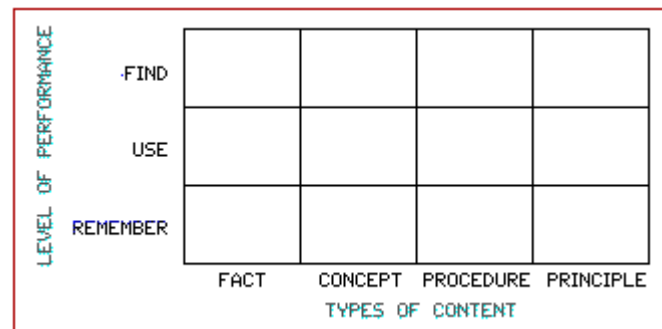 LEVEL OF PERFORMANCE
FIND
USE
REMEMBER
FACT CONCEPT PROCEDURE PRINCIPLE
TYPES OF CONTENT